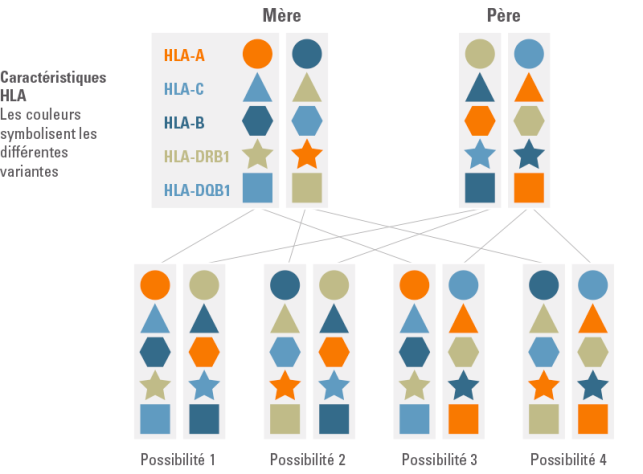 Mère
Père
Caractéristiques
HLA
Les couleurs
symbolisent les
différentes
variantes
HLA-A
HLA-C
HLA-B
HLA-DRB1
HLA-DQB1
Possibilité 1
Possibilité 2
Possibilité 3
Possibilité 4